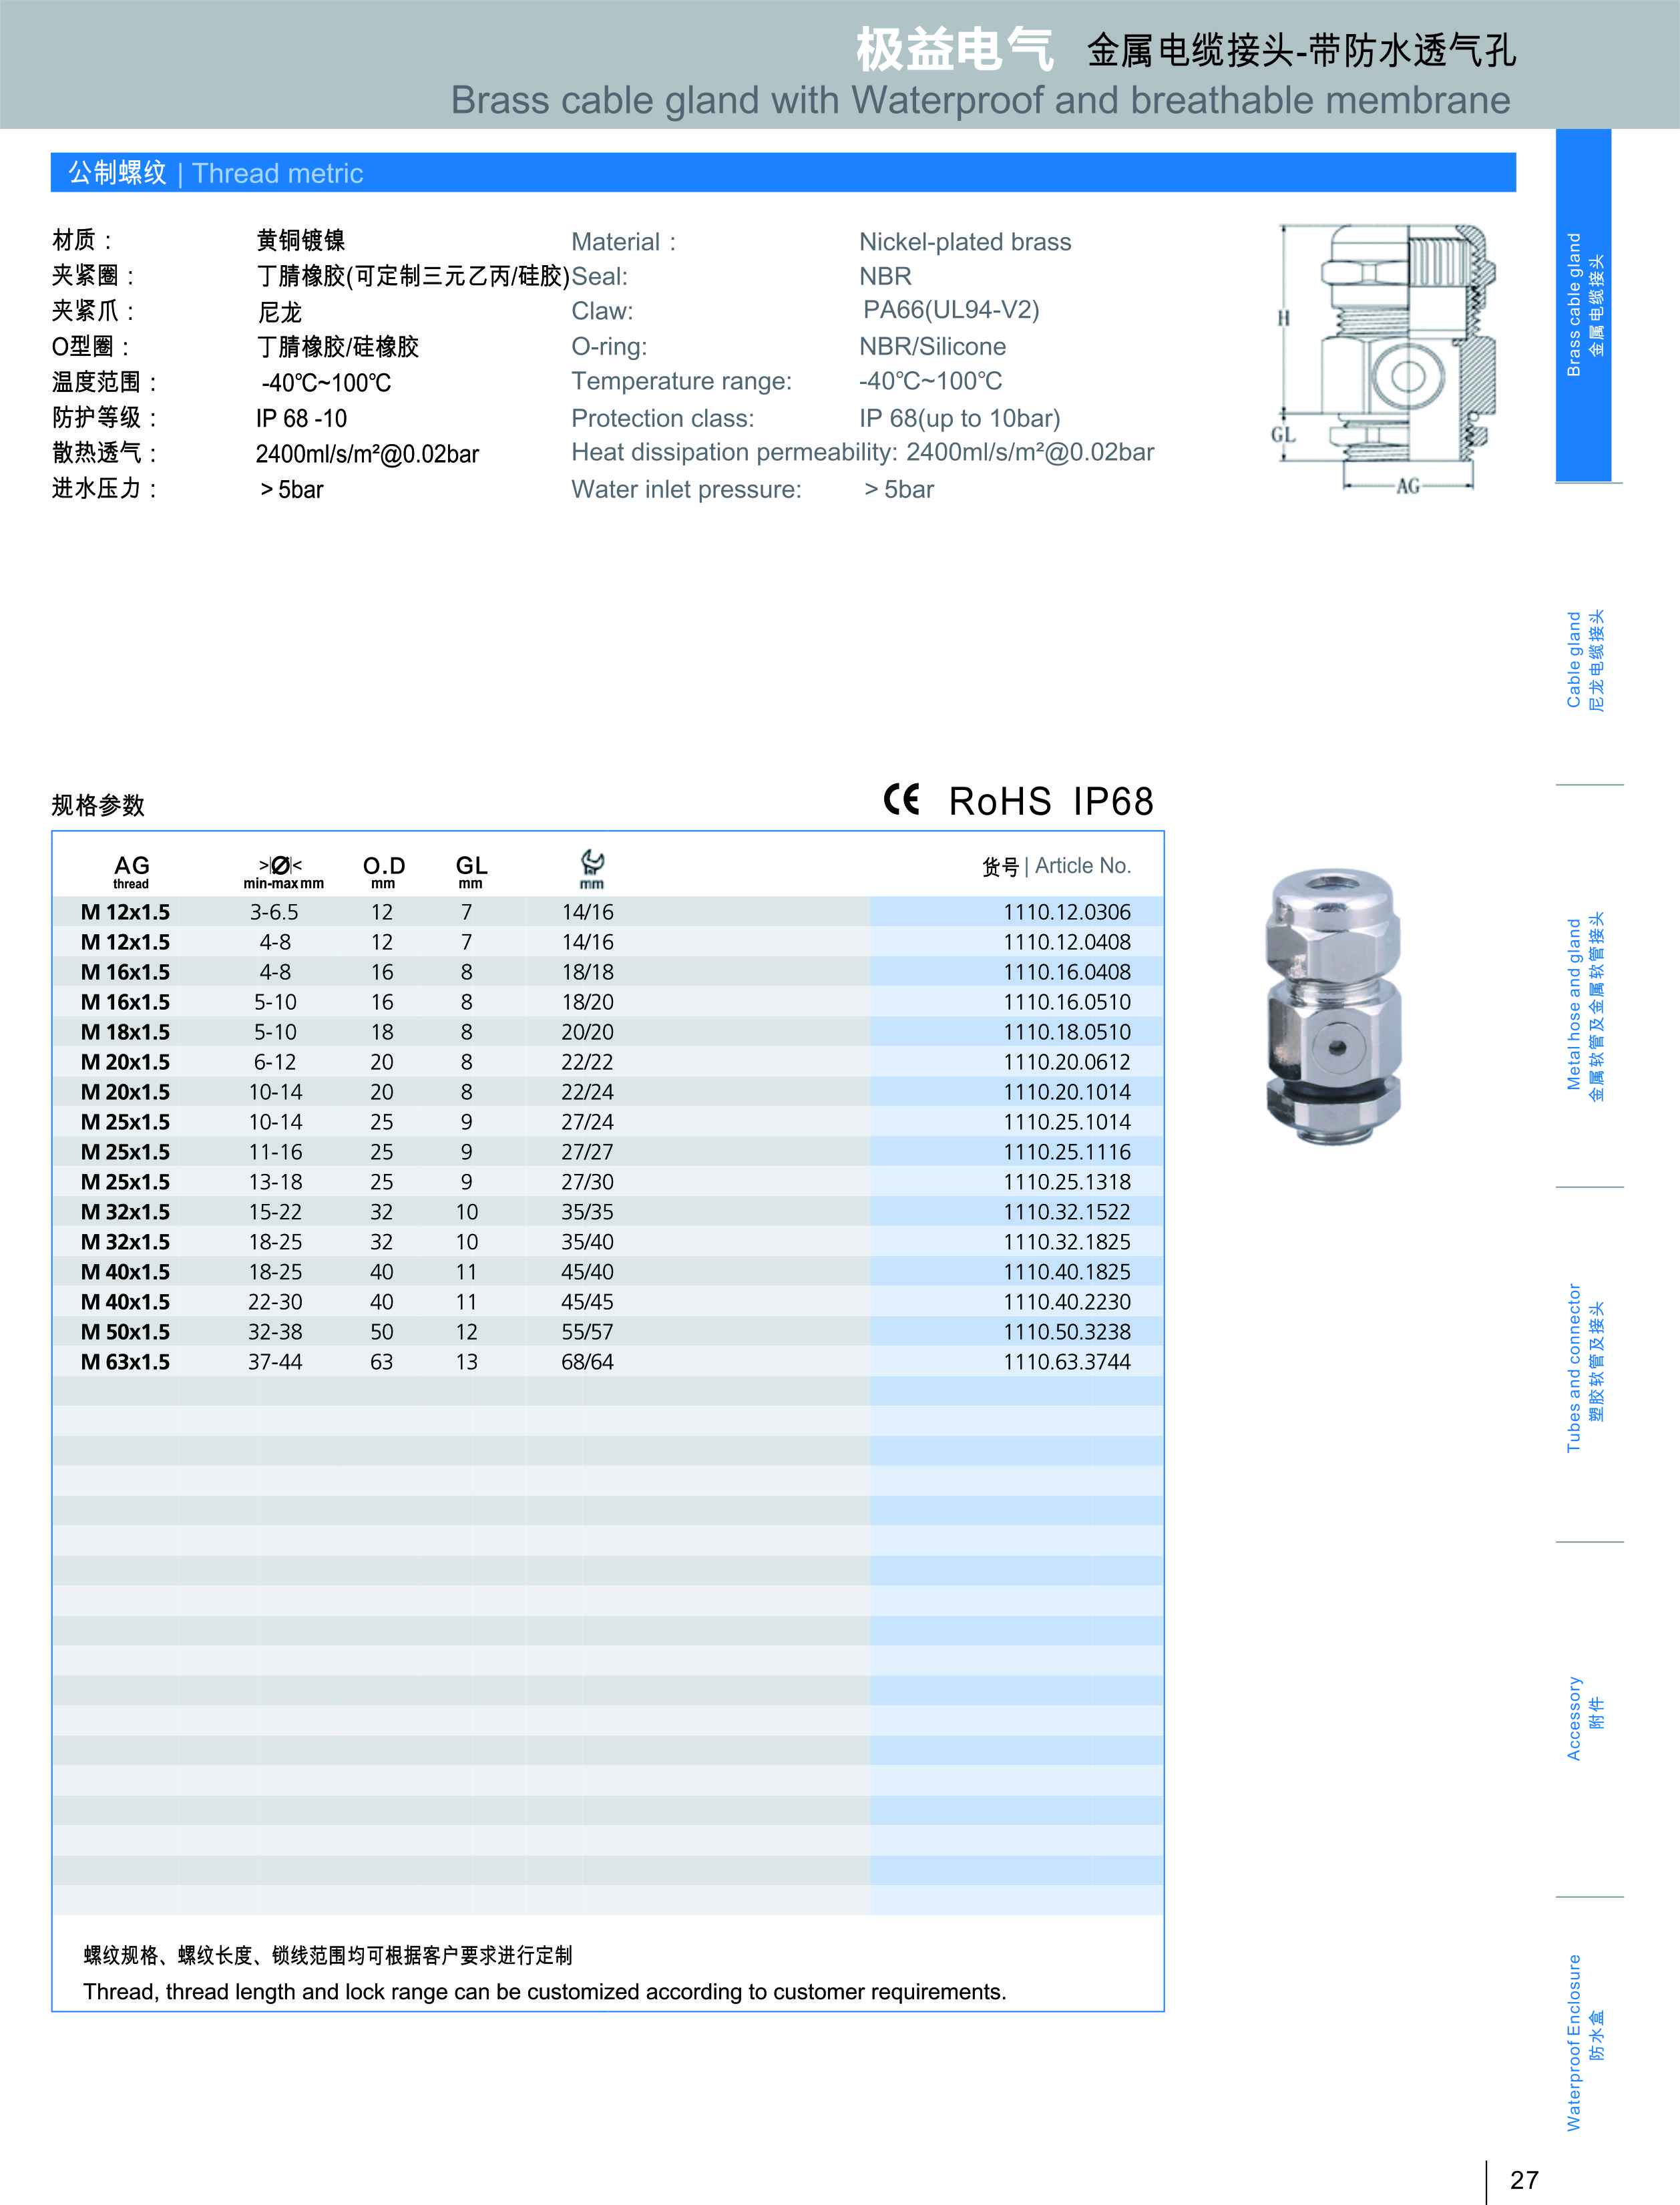 极益电气 金属电缆接头-带防水透气孔
Brass cable gland with Waterproof and breathable membrane
公制螺纹 | Thread metric
材质： 黄铜镀镍 Material： Nickel-plated brass
夹紧圈： 丁腈橡胶(可定制三元乙丙/硅胶) Seal: NBR
夹紧爪： 尼龙 Claw: PA66(UL94-V2)
O型圈： 丁腈橡胶/硅橡胶 O-ring: NBR/Silicone
温度范围： -40℃~100℃ Temperature range: -40℃~100℃
防护等级： IP 68 -10 Protection class: IP 68(up to 10bar)
散热透气： 2400ml/s/m²@0.02bar Heat dissipation permeability: 2400ml/s/m²@0.02bar
进水压力： ＞5bar Water inlet pressure: ＞5bar
H
GL
AG
规格参数 CE RoHS IP68
AG >|Ø|< O.D GL 货号 | Article No.
thread min-max mm mm mm mm
M 12x1.5 3-6.5 12 7 14/16 1110.12.0306
M 12x1.5 4-8 12 7 14/16 1110.12.0408
M 16x1.5 4-8 16 8 18/18 1110.16.0408
M 16x1.5 5-10 16 8 18/20 1110.16.0510
M 18x1.5 5-10 18 8 20/20 1110.18.0510
M 20x1.5 6-12 20 8 22/22 1110.20.0612
M 20x1.5 10-14 20 8 22/24 1110.20.1014
M 25x1.5 10-14 25 9 27/24 1110.25.1014
M 25x1.5 11-16 25 9 27/27 1110.25.1116
M 25x1.5 13-18 25 9 27/30 1110.25.1318
M 32x1.5 15-22 32 10 35/35 1110.32.1522
M 32x1.5 18-25 32 10 35/40 1110.32.1825
M 40x1.5 18-25 40 11 45/40 1110.40.1825
M 40x1.5 22-30 40 11 45/45 1110.40.2230
M 50x1.5 32-38 50 12 55/57 1110.50.3238
M 63x1.5 37-44 63 13 68/64 1110.63.3744
螺纹规格、螺纹长度、锁线范围均可根据客户要求进行定制
Thread, thread length and lock range can be customized according to customer requirements.
Brass cable gland
金属电缆接头
Cable gland
尼龙电缆接头
Metal hose and gland
金属软管及金属软管接头
Tubes and connector
塑胶软管及接头
Accessory
附件
Waterproof Enclosure
防水盒
27